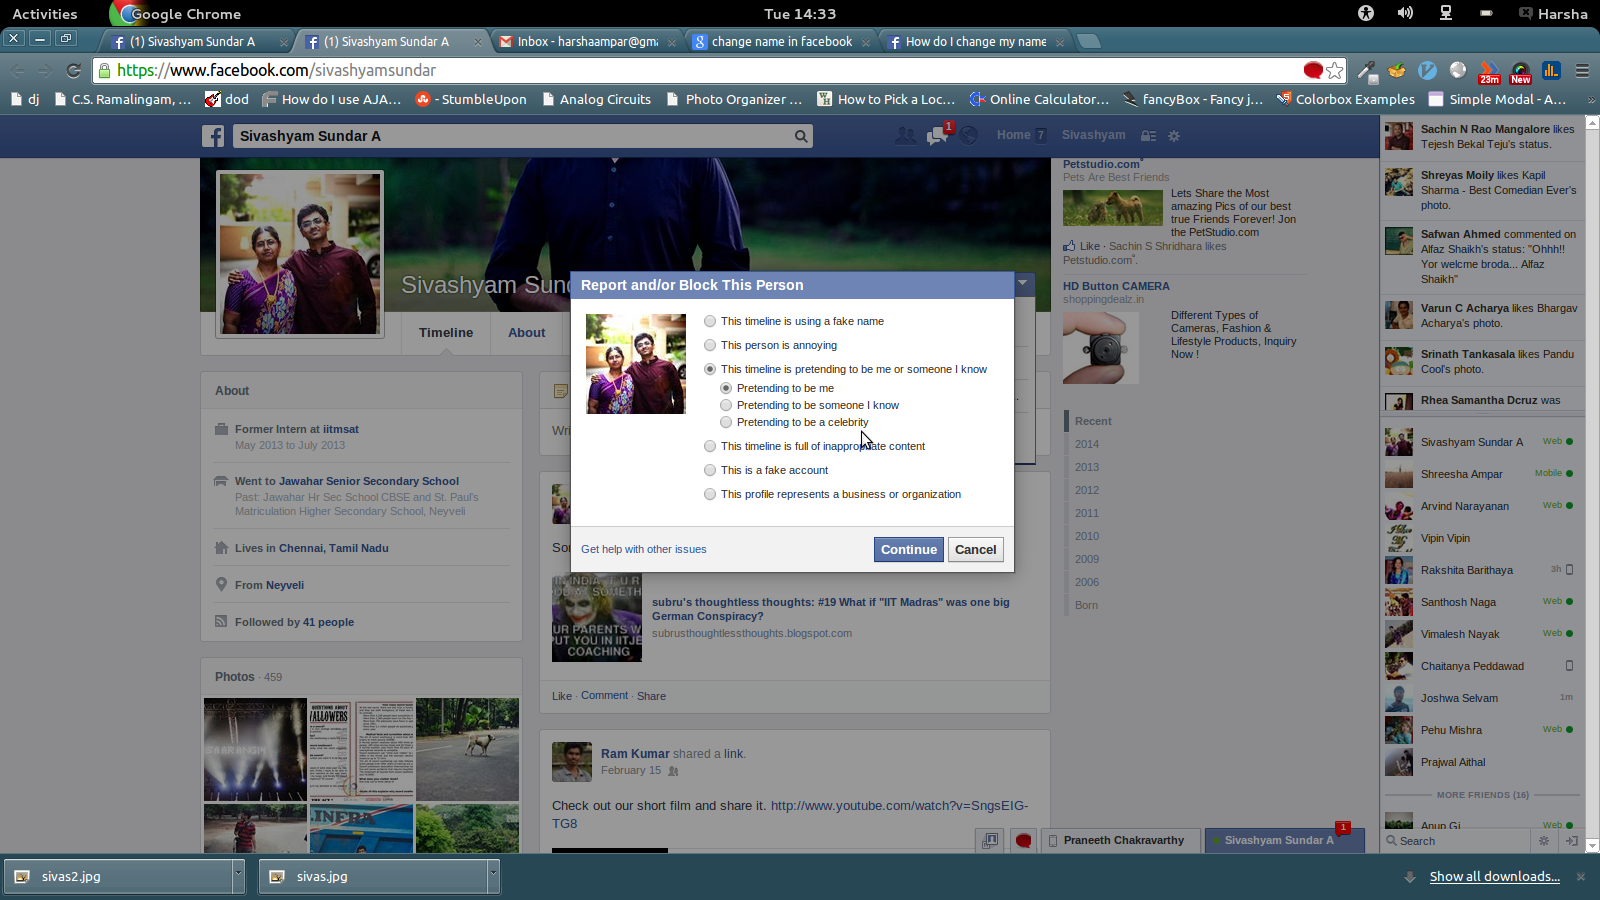 Activities
Google Chrome
Tue 14:33
Harsha
(1) Sivashyam Sundar A
(1) Sivashyam Sundar A
Inbox - harshaampar@gma
change name in facebook
How do I change my name
https://www.facebook.com/sivashyamsundar
23m
New
dj
C.S. Ramalingam, ...
dod
How do I use AJA...
- StumbleUpon
Analog Circuits
Photo Organizer ...
How to Pick a Loc...
Online Calculator...
fancyBox - Fancy j...
Colorbox Examples
Simple Modal - A...
Sivashyam Sundar A
1
Home 7
Sivashyam
Sivashyam Sund
Timeline
About
Report and/or Block This Person
This timeline is using a fake name
This person is annoying
This timeline is pretending to be me or someone I know
Pretending to be me
Pretending to be someone I know
Pretending to be a celebrity
This timeline is full of inappropriate content
This is a fake account
This profile represents a business or organization
Get help with other issues
Continue
Cancel
About
Former Intern at iitmsat
May 2013 to July 2013
Went to Jawahar Senior Secondary School
Past: Jawahar Hr Sec School CBSE and St. Paul's
Matriculation Higher Secondary School, Neyveli
Lives in Chennai, Tamil Nadu
From Neyveli
Followed by 41 people
Photos · 459
Wri
Son
subru's thoughtless thoughts: #19 What if "IIT Madras" was one big
German Conspiracy?
subrusthoughtlessthoughts.blogspot.com
PARENTS W
PUT YOU IN IITJEE
COACHING
Like · Comment · Share
Ram Kumar shared a link.
February 15
Check out our short film and share it. http://www.youtube.com/watch?v=SngsEIG-
TG8
Petstudio.com
Pets Are Best Friends
Lets Share the Most
amazing Pics of our best
true Friends Forever! Jon
the PetStudio.com
Like · Sachin S Shridhara likes
Petstudio.com
HD Button CAMERA
shoppingdealz.in
Different Types of
Cameras, Fashion &
Lifestyle Products, Inquiry
Now !
Recent
2014
2013
2012
2011
2010
2009
2006
Born
Sachin N Rao Mangalore likes
Tejesh Bekal Teju's status.
Shreyas Moily likes Kapil
Sharma - Best Comedian Ever's
photo.
Safwan Ahmed commented on
Alfaz Shaikh's status: "Ohhh!!
Yor welcme broda... Alfaz
Shaikh"
Varun C Acharya likes Bhargav
Acharya's photo.
Srinath Tankasala likes Pandu
Cool's photo.
Rhea Samantha Dcruz was
Sivashyam Sundar A Web
Shreesha Ampar Mobile
Arvind Narayanan Web
Vipin Vipin
Rakshita Barithaya 3h
Santhosh Naga Web
Vimalesh Nayak Web
Chaitanya Peddawad
Joshwa Selvam 1m
Pehu Mishra Web
Prajwal Aithal
MORE FRIENDS (16)
Anup Gj Web
Search
Praneeth Chakravarthy
Sivashyam Sundar A
1
sivas2.jpg
sivas.jpg
Show all downloads...